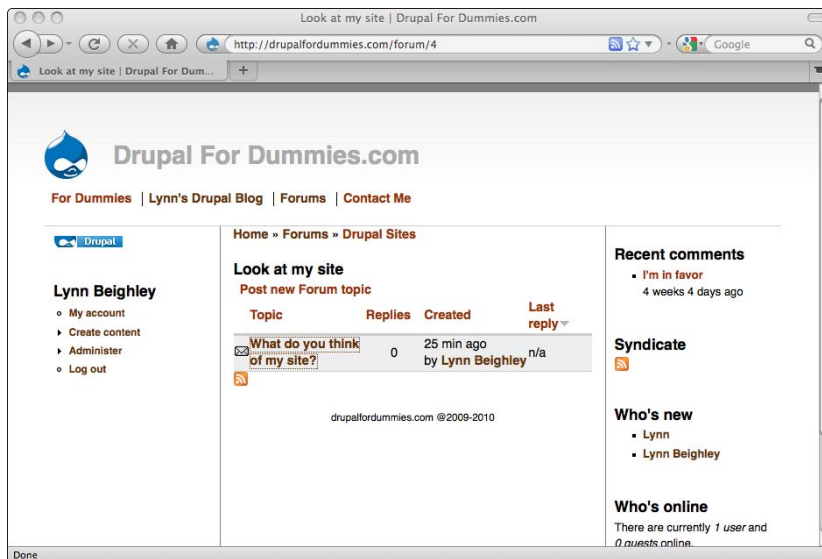 Look at my site | Drupal For Dummies.com
http://drupalfordummies.com/forum/4
Google
Look at my site | Drupal For Dum...
Drupal For Dummies.com
For Dummies | Lynn's Drupal Blog | Forums | Contact Me
Drupal
Lynn Beighley
My account
Create content
Administer
Log out
Home » Forums » Drupal Sites
Look at my site
Post new Forum topic
Topic Replies Created Last
reply
What do you think 25 min ago
of my site? 0 by Lynn Beighley n/a
drupalfordummies.com @2009-2010
Recent comments
I'm in favor
4 weeks 4 days ago
Syndicate
Who's new
Lynn
Lynn Beighley
Who's online
There are currently 1 user and
0 guests online.
Done